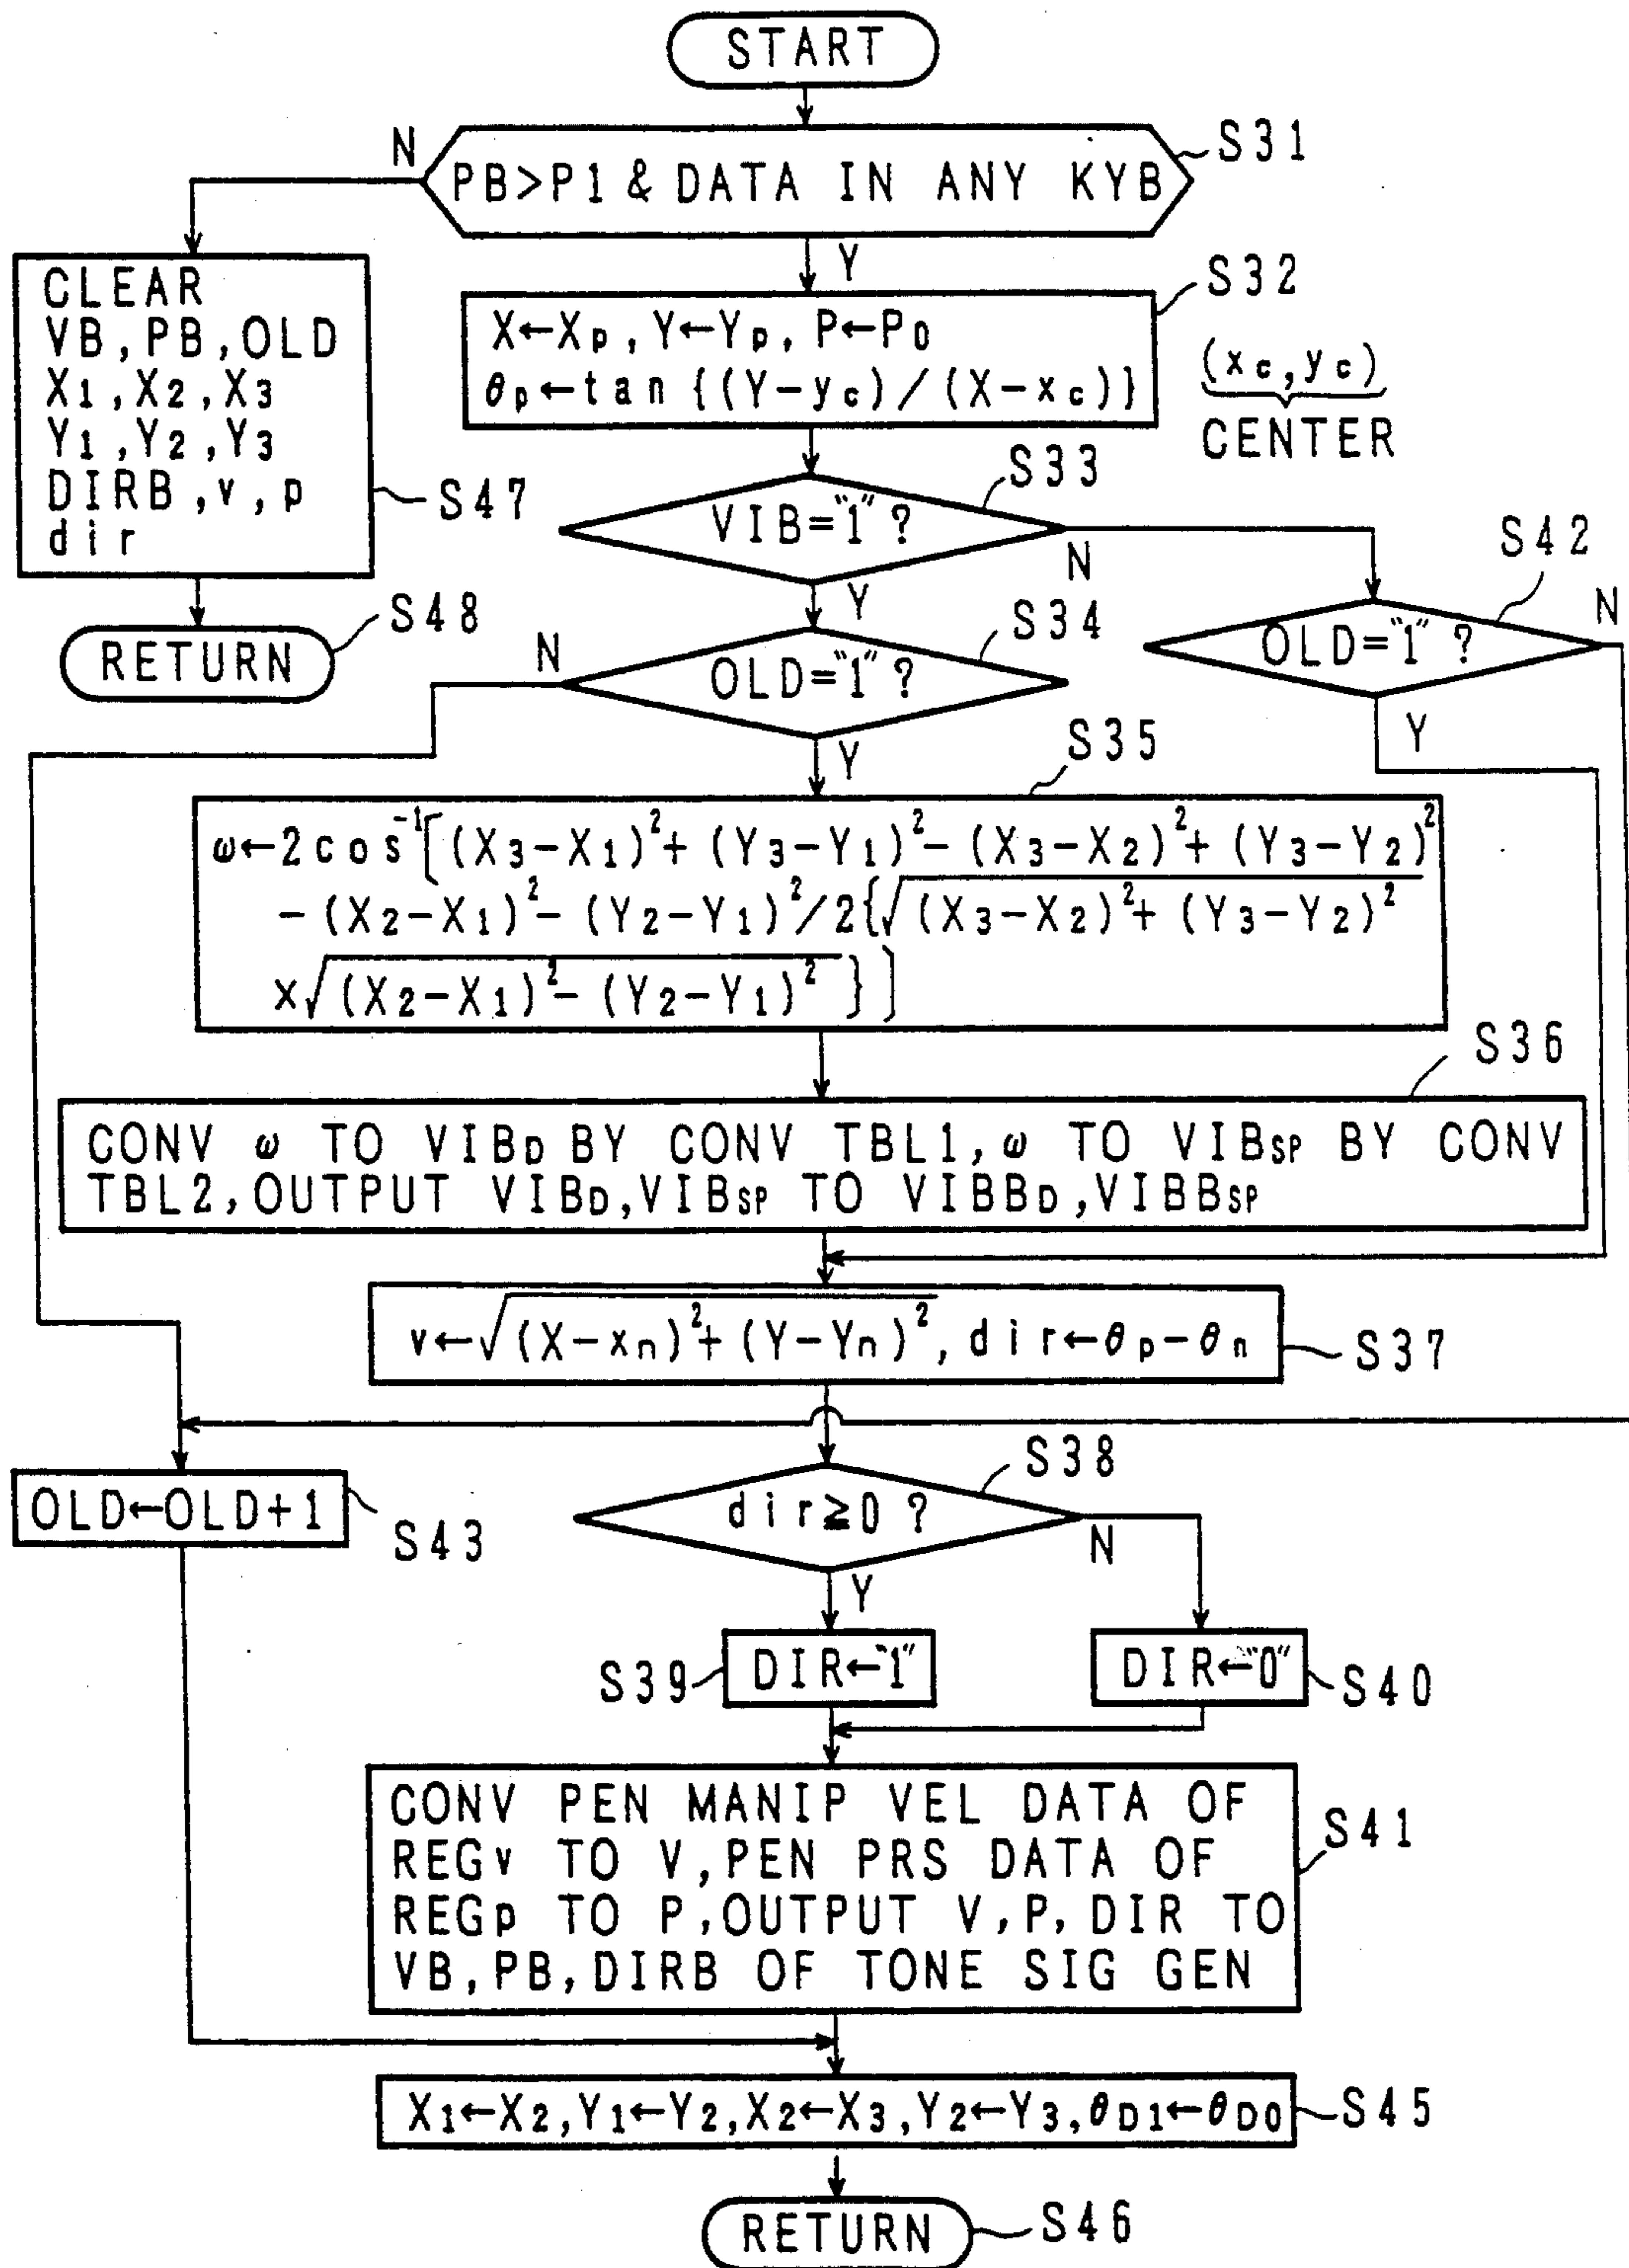 START
N
S31
PB>P1 & DATA IN ANY KYB
Y
CLEAR
VB, PB, OLD
X1, X2, X3
Y1, Y2, Y3
DIRB, v, p
dir
S47
S32
X←Xp, Y←Yp, P←P0
θp←tan {(Y-yc)/(X-xc)}
(xc, yc)
CENTER
S33
VIB="1" ?
N
Y
S42
N
OLD="1" ?
Y
S48
RETURN
S34
N
OLD="1" ?
Y
S35
ω←2cos⁻¹[(X3-X1)²+(Y3-Y1)²-(X3-X2)²+(Y3-Y2)²
-(X2-X1)²-(Y2-Y1)²/2{√(X3-X2)²+(Y3-Y2)²
x√(X2-X1)²-(Y2-Y1)²}]
S36
CONV ω TO VIBD BY CONV TBL1, ω TO VIBSP BY CONV
TBL2, OUTPUT VIBD, VIBSP TO VIBBD, VIBBSP
v←√(X-xn)²+(Y-Yn)², dir←θp-θn
S37
S38
dir≧0 ?
N
Y
OLD←OLD+1
S43
S39
DIR←"1"
DIR←"0"
S40
CONV PEN MANIP VEL DATA OF
REGv TO V, PEN PRS DATA OF
REGp TO P, OUTPUT V, P, DIR TO
VB, PB, DIRB OF TONE SIG GEN
S41
X1←X2, Y1←Y2, X2←X3, Y2←Y3, θD1←θD0
S45
RETURN
S46